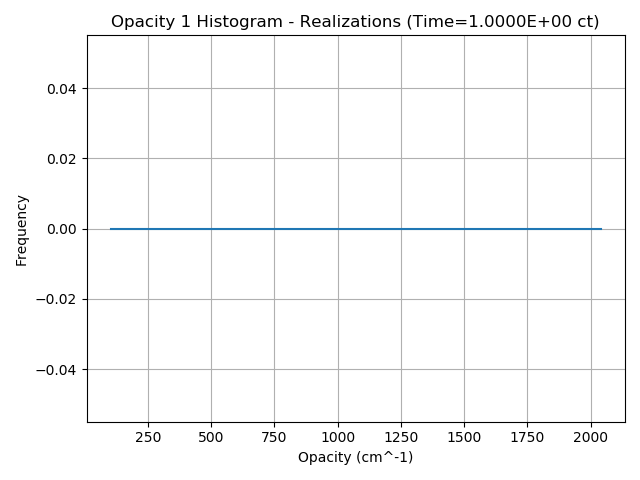 Opacity 1 Histogram - Realizations (Time=1.0000E+00 ct)
0.04
0.02
0.00
−0.02
−0.04
Frequency
250 500 750 1000 1250 1500 1750 2000
Opacity (cm^-1)